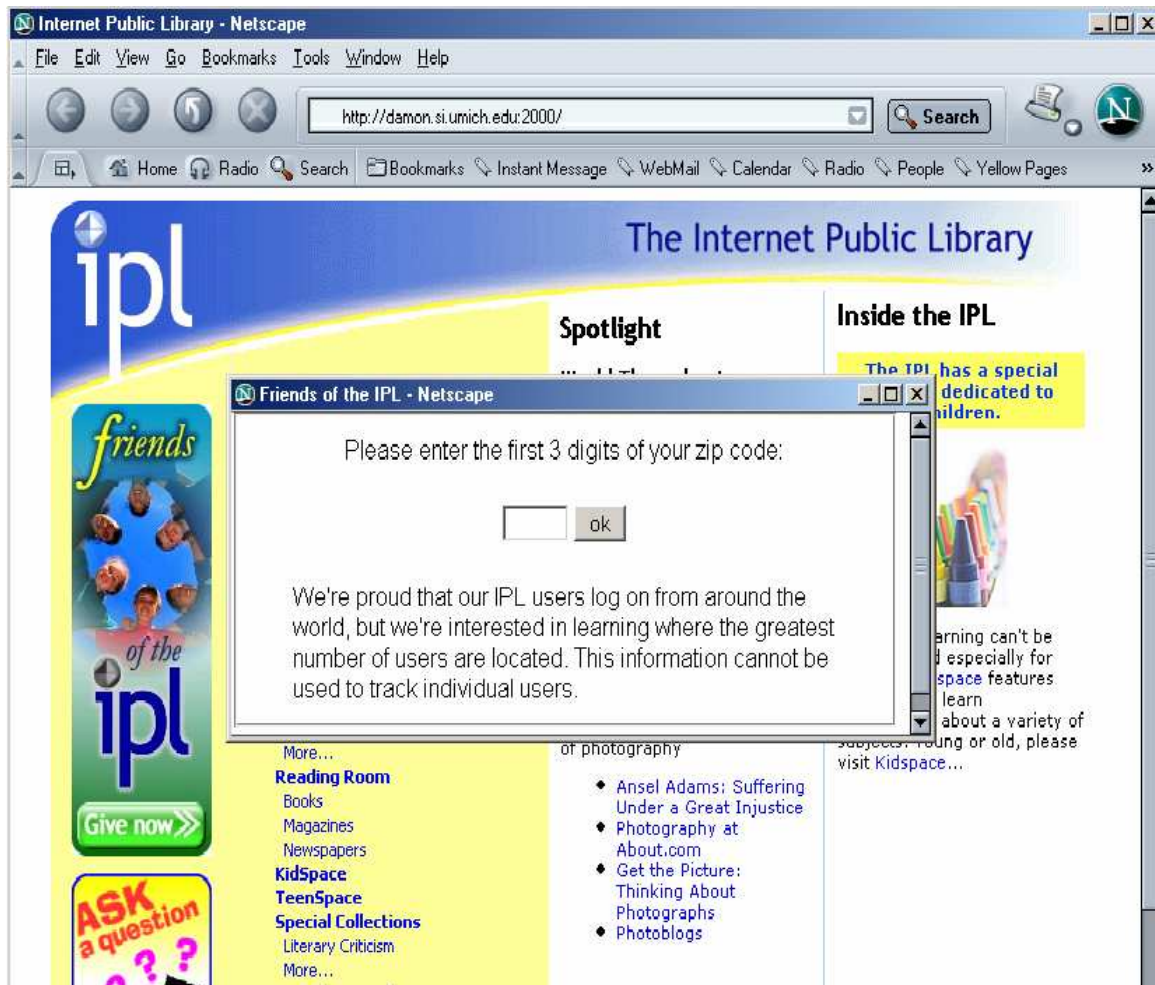 Internet Public Library - Netscape
File Edit View Go Bookmarks Tools Window Help
http://damon.si.umich.edu:2000/
Search
N
Home Radio Search Bookmarks Instant Message WebMail Calendar Radio People Yellow Pages »
ipl
The Internet Public Library
friends
of the
ipl
Give now
ASK
a question
? ? ?
Friends of the IPL - Netscape
Please enter the first 3 digits of your zip code:
ok
We're proud that our IPL users log on from around the
world, but we're interested in learning where the greatest
number of users are located. This information cannot be
used to track individual users.
More...
Reading Room
Books
Magazines
Newspapers
KidSpace
TeenSpace
Special Collections
Literary Criticism
More...
Spotlight
of photography
Ansel Adams: Suffering
Under a Great Injustice
Photography at
About.com
Get the Picture:
Thinking About
Photographs
Photoblogs
Inside the IPL
The IPL has a special
dedicated to
can't be
especially for
features
learn
about a variety of
subjects. Young or old, please
visit Kidspace...